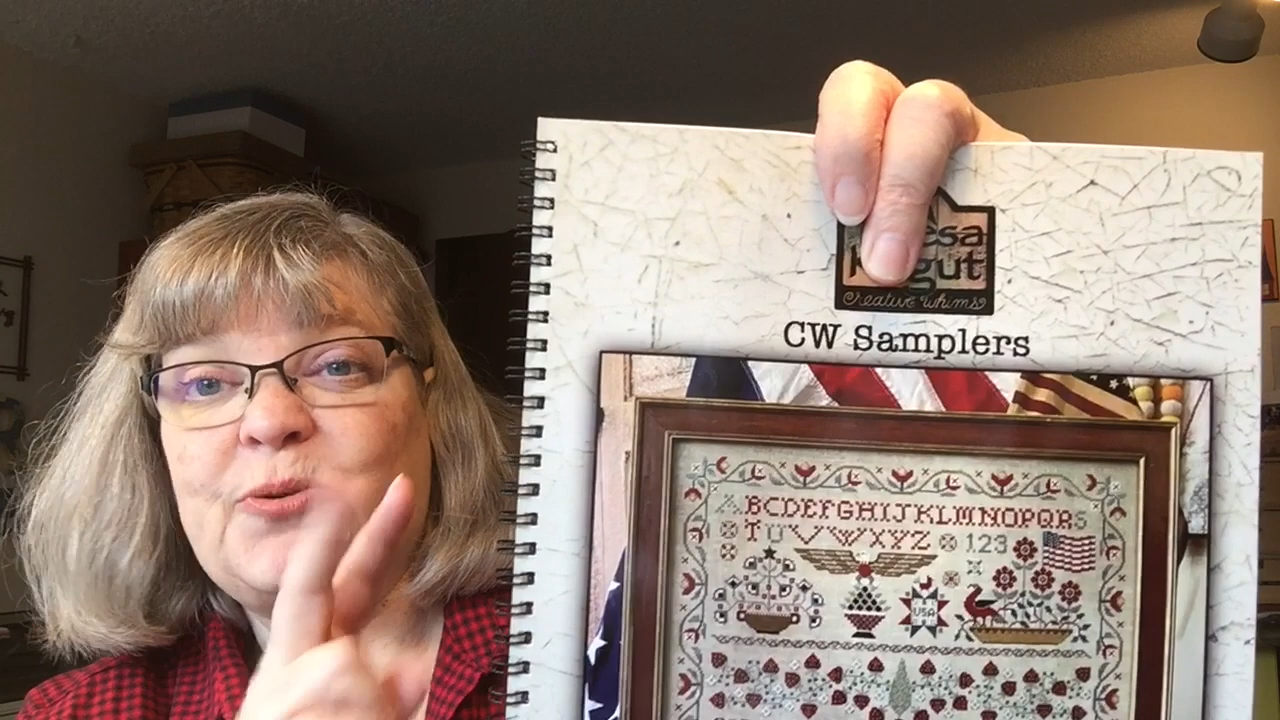 Creative Whims
CW Samplers
ABCDEFGHIJKLMNOPQRS
TUVWXYZ 123
USA